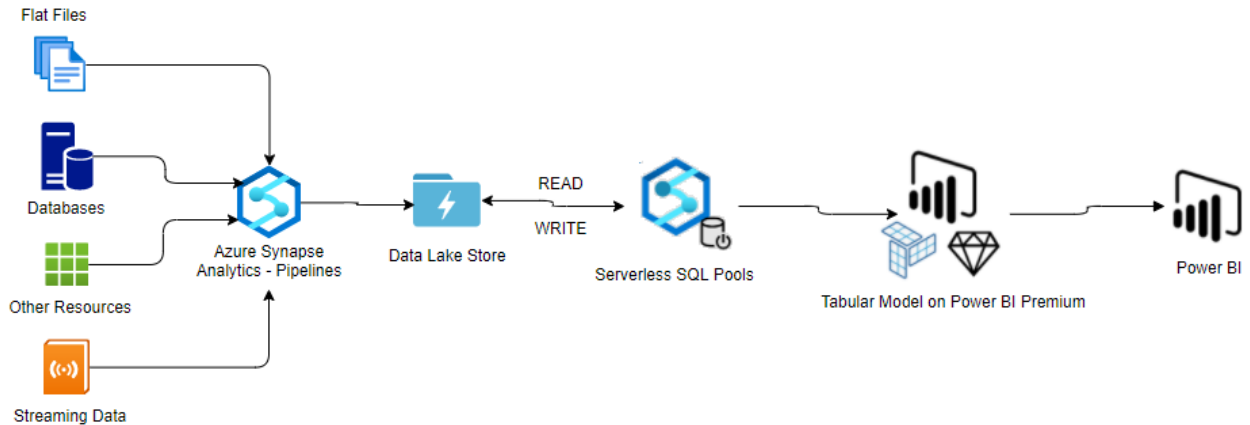 Flat Files
Databases
Other Resources
Streaming Data
Azure Synapse
Analytics - Pipelines
Data Lake Store
READ
WRITE
Serverless SQL Pools
Tabular Model on Power BI Premium
Power BI